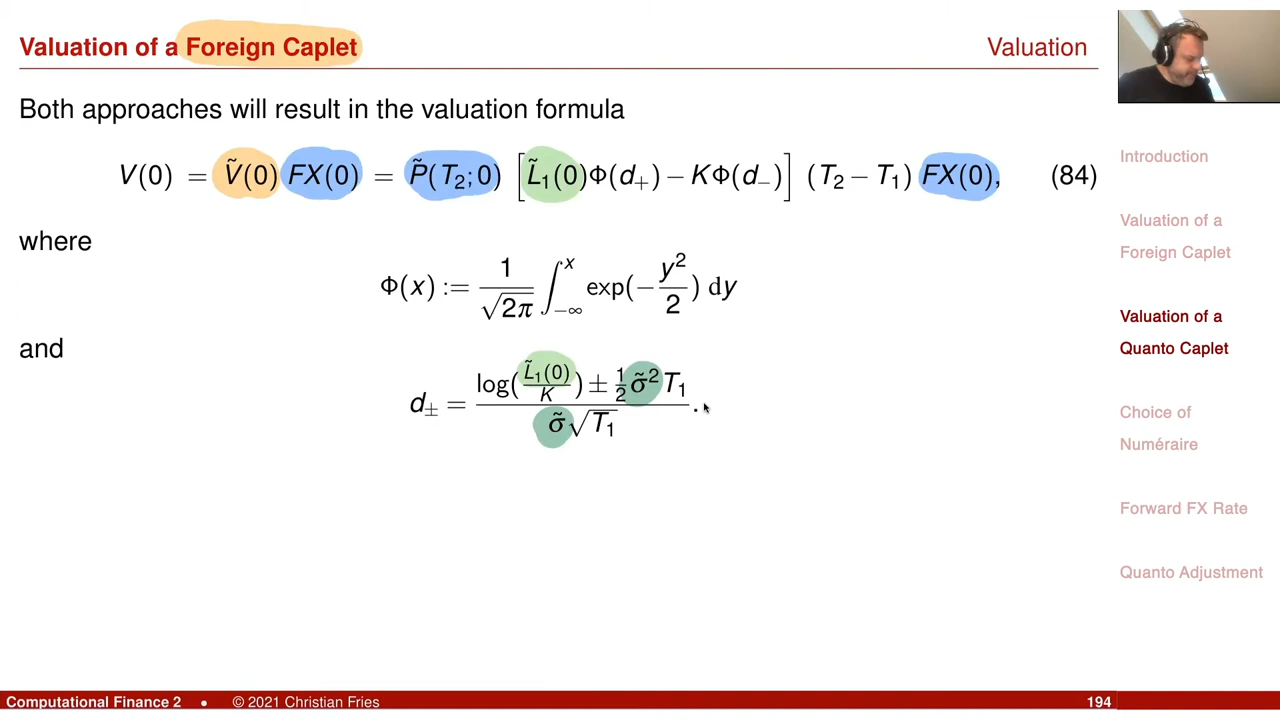 Valuation of a Foreign Caplet
Valuation
Both approaches will result in the valuation formula
V(0) = Ṽ(0) FX(0) = P̃(T₂;0) [L̃₁(0)Φ(d₊) − KΦ(d₋)] (T₂ − T₁) FX(0), (84)
where
Φ(x) := 1/√2π ∫_{−∞}^{x} exp(−y²/2) dy
and
d± = (log(L̃₁(0)/K) ± ½σ̃²T₁)/(σ̃√T₁).
Introduction
Valuation of a
Foreign Caplet
Valuation of a
Quanto Caplet
Choice of
Numéraire
Forward FX Rate
Quanto Adjustment
Computational Finance 2 • © 2021 Christian Fries 194